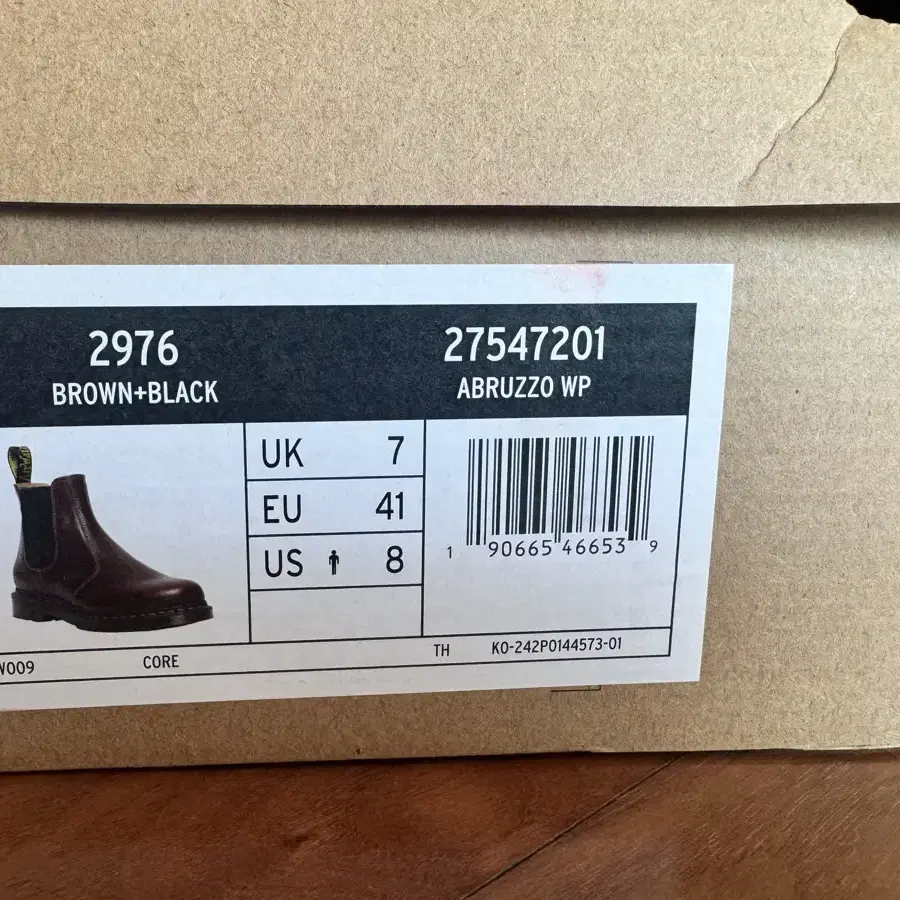 2976
BROWN+BLACK
27547201
ABRUZZO WP
UK 7
EU 41
US 8
1 90665 46653 9
TH KO-242P0144573-01
W009 CORE